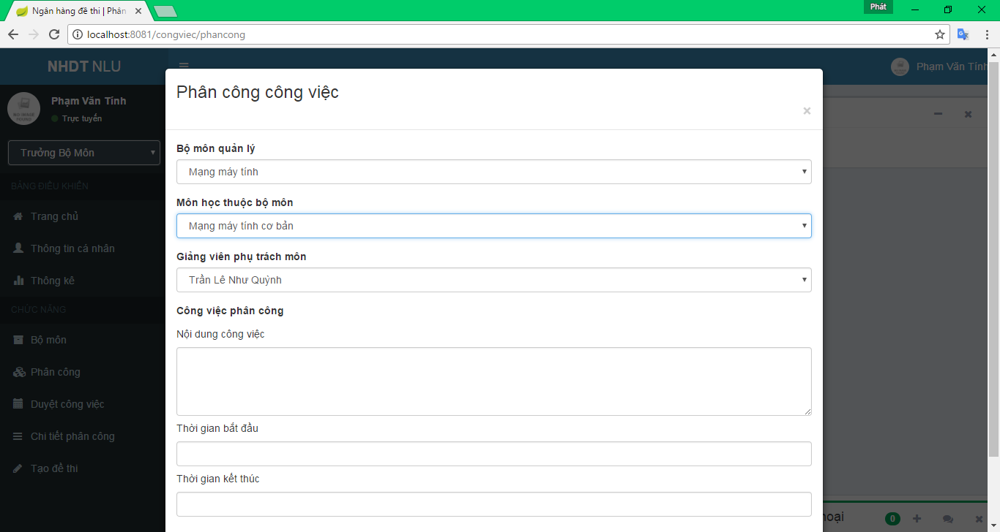 Ngân hàng đề thi | Phân
Phát
localhost:8081/congviec/phancong
NHDT NLU
Phạm Văn Tính
Phạm Văn Tính
Trực tuyến
Trưởng Bộ Môn
BẢNG ĐIỀU KHIỂN
Trang chủ
Thông tin cá nhân
Thống kê
CHỨC NĂNG
Bộ môn
Phân công
Duyệt công việc
Chi tiết phân công
Tạo đề thi
Phân công công việc
×
Bộ môn quản lý
Mạng máy tính
Môn học thuộc bộ môn
Mạng máy tính cơ bản
Giảng viên phụ trách môn
Trần Lê Như Quỳnh
Công việc phân công
Nội dung công việc
Thời gian bắt đầu
Thời gian kết thúc
hoại
0